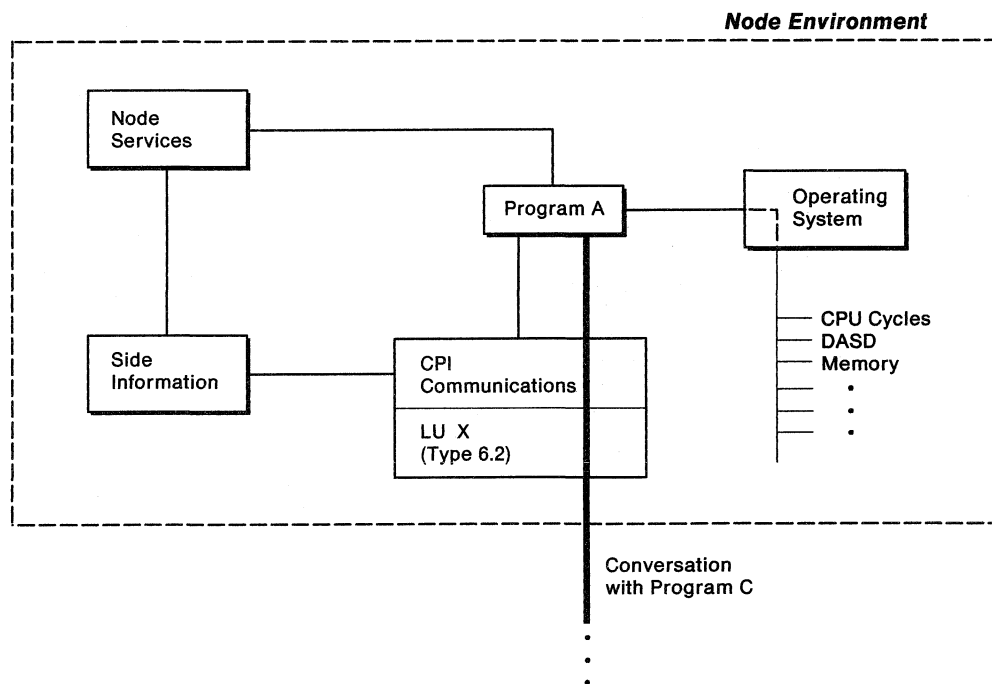 Node Environment
Node
Services
Program A
Operating
System
CPU Cycles
DASD
Memory
Side
Information
CPI
Communications
LU X
(Type 6.2)
Conversation
with Program C